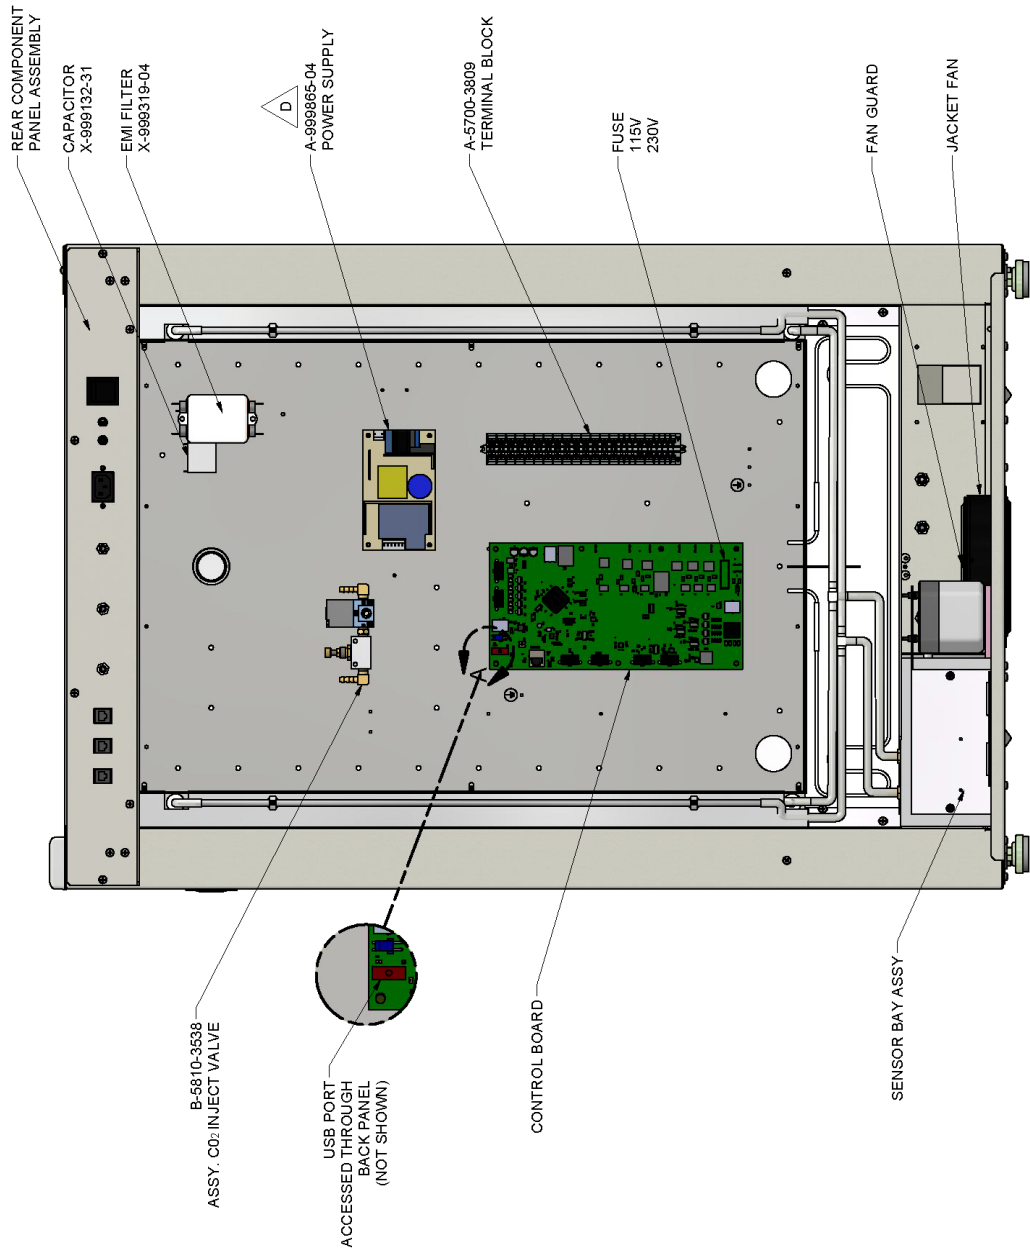 REAR COMPONENT
PANEL ASSEMBLY
CAPACITOR
X-999132-31
EMI FILTER
X-999319-04
D
A-999865-04
POWER SUPPLY
A-5700-3809
TERMINAL BLOCK
FUSE
115V
230V
FAN GUARD
JACKET FAN
A
B-5810-3538
ASSY. CO2 INJECT VALVE
USB PORT
ACCESSED THROUGH
BACK PANEL
(NOT SHOWN)
CONTROL BOARD
SENSOR BAY ASSY